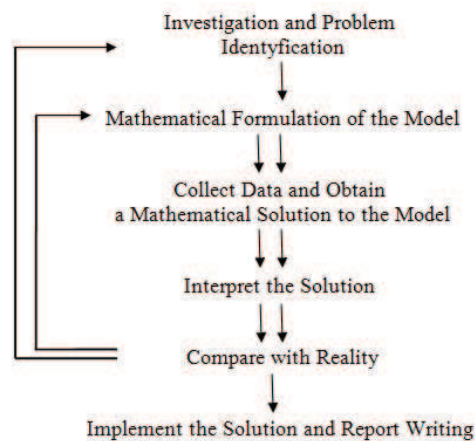 Investigation and Problem
Identyfication
Mathematical Formulation of the Model
Collect Data and Obtain
a Mathematical Solution to the Model
Interpret the Solution
Compare with Reality
Implement the Solution and Report Writing